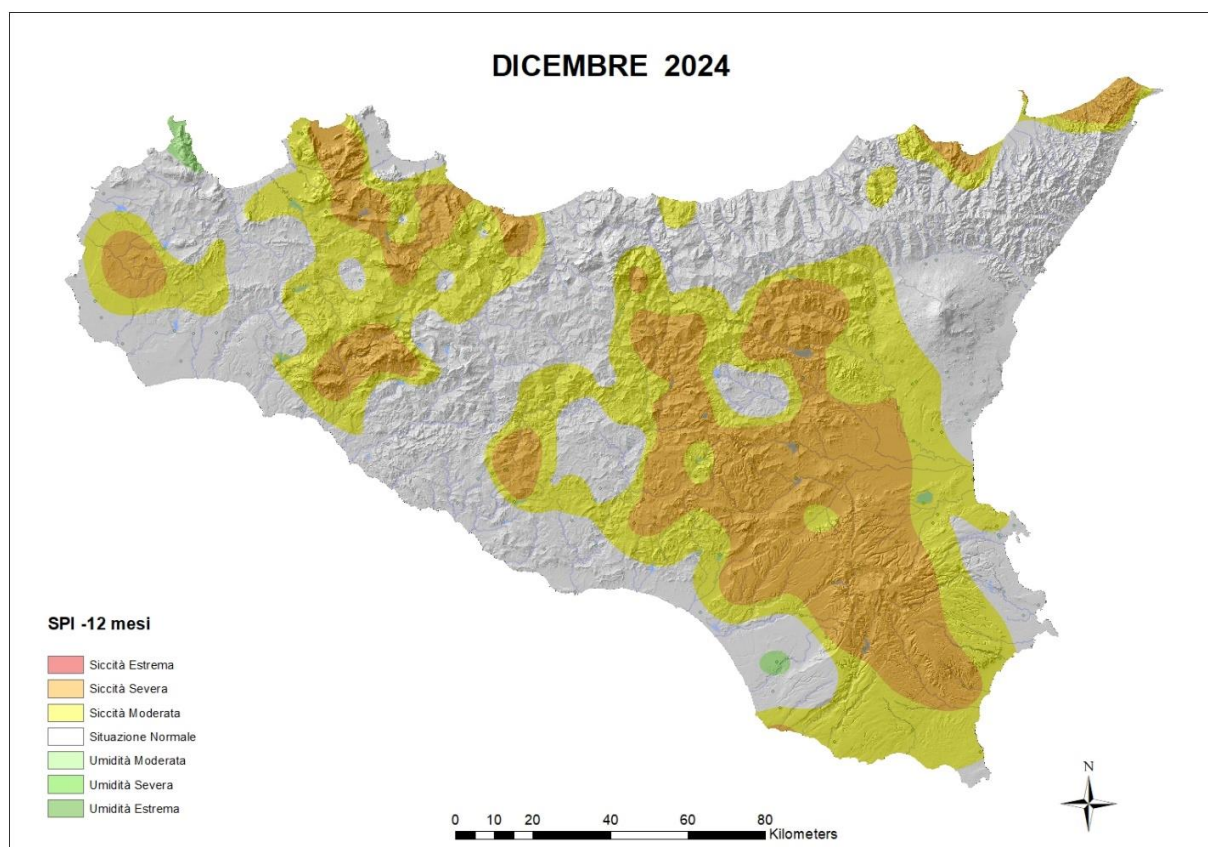 DICEMBRE 2024
SPI -12 mesi
Siccità Estrema
Siccità Severa
Siccità Moderata
Situazione Normale
Umidità Moderata
Umidità Severa
Umidità Estrema
N
0 10 20 40 60 80
Kilometers